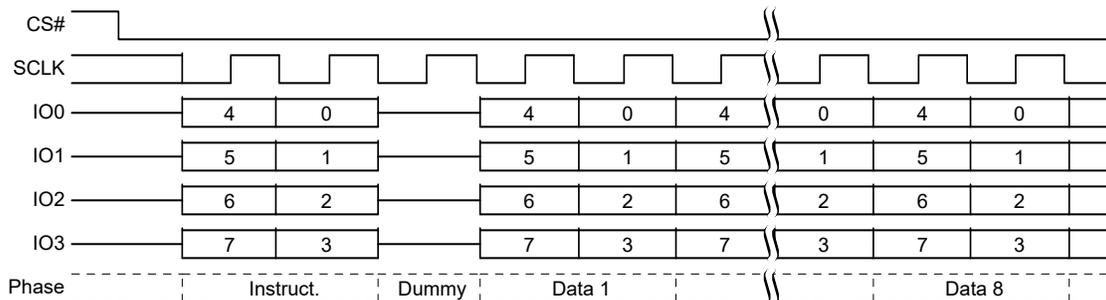 CS#
SCLK
IO0 4 0 4 0 4 0 4 0
IO1 5 1 5 1 5 1 5 1
IO2 6 2 6 2 6 2 6 2
IO3 7 3 7 3 7 3 7 3
Phase Instruct. Dummy Data 1 Data 8